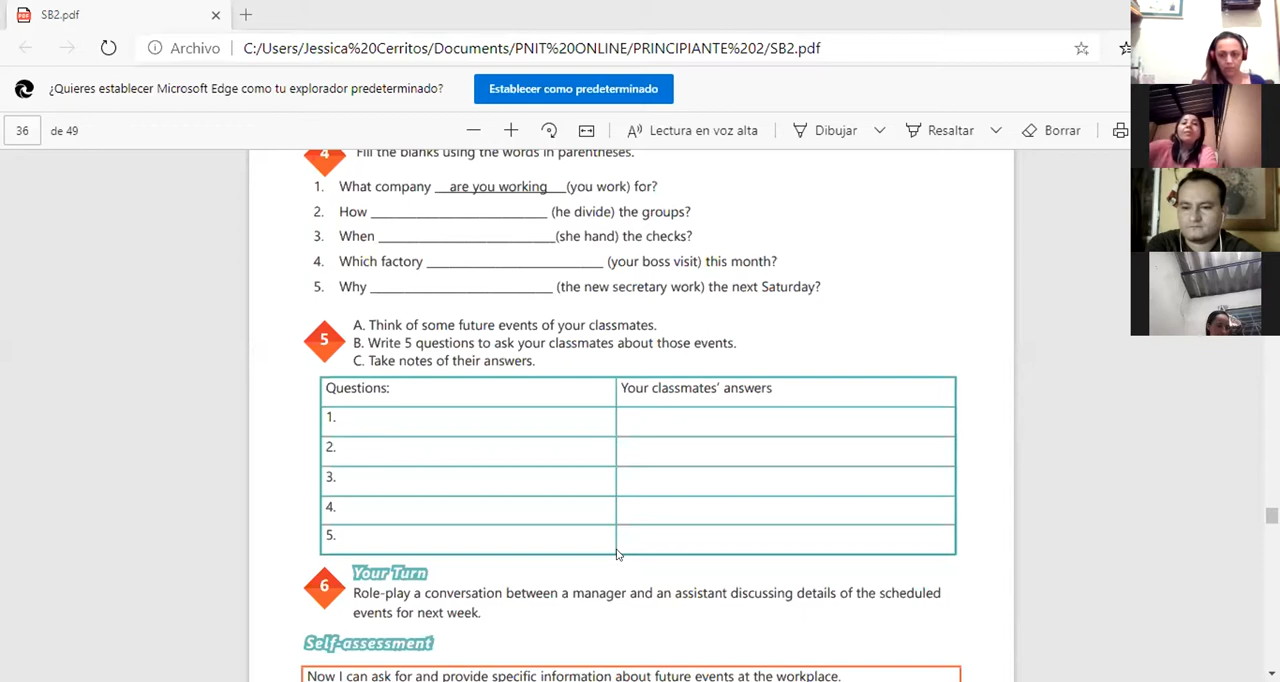 SB2.pdf
Archivo
C:/Users/Jessica%20Cerritos/Documents/PNIT%20ONLINE/PRINCIPIANTE%202/SB2.pdf
¿Quieres establecer Microsoft Edge como tu explorador predeterminado?
Establecer como predeterminado
36 de 49
Lectura en voz alta
Dibujar
Resaltar
Borrar
4 Fill the blanks using the words in parentheses.
1. What company __are you working___(you work) for?
2. How _________________________ (he divide) the groups?
3. When _________________________(she hand) the checks?
4. Which factory _________________________ (your boss visit) this month?
5. Why __________________________ (the new secretary work) the next Saturday?
5
A. Think of some future events of your classmates.
B. Write 5 questions to ask your classmates about those events.
C. Take notes of their answers.
Questions: Your classmates’ answers
1.
2.
3.
4.
5.
6 Your Turn
Role-play a conversation between a manager and an assistant discussing details of the scheduled
events for next week.
Self-assessment
Now I can ask for and provide specific information about future events at the workplace.